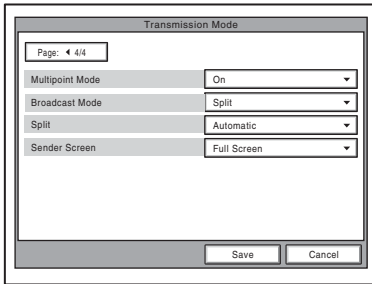 Transmission Mode
Page: ◀ 4/4
Multipoint Mode On
Broadcast Mode Split
Split Automatic
Sender Screen Full Screen
Save Cancel